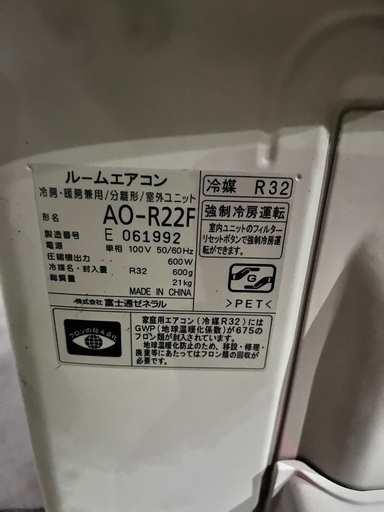 ルームエアコン
冷房・暖房兼用/分離形/室外ユニット
形名 AO-R22F
製造番号 E 061992
電源 単相 100V 50/60Hz
圧縮機出力 600W
冷媒名・封入量 R32 600g
総質量 21kg
MADE IN CHINA
株式会社 富士通ゼネラル
冷媒 R32
強制冷房運転
室内ユニットのフィルター
リセットボタンで強制冷房運
転ができます。
G
>PET<
フロンの見える化
家庭用エアコン(冷媒R32)には
GWP(地球温暖化係数)が675の
フロン類が封入されています。
地球温暖化防止のため、移設・修理・
廃棄等にあたってはフロン類の回収が
必要です。